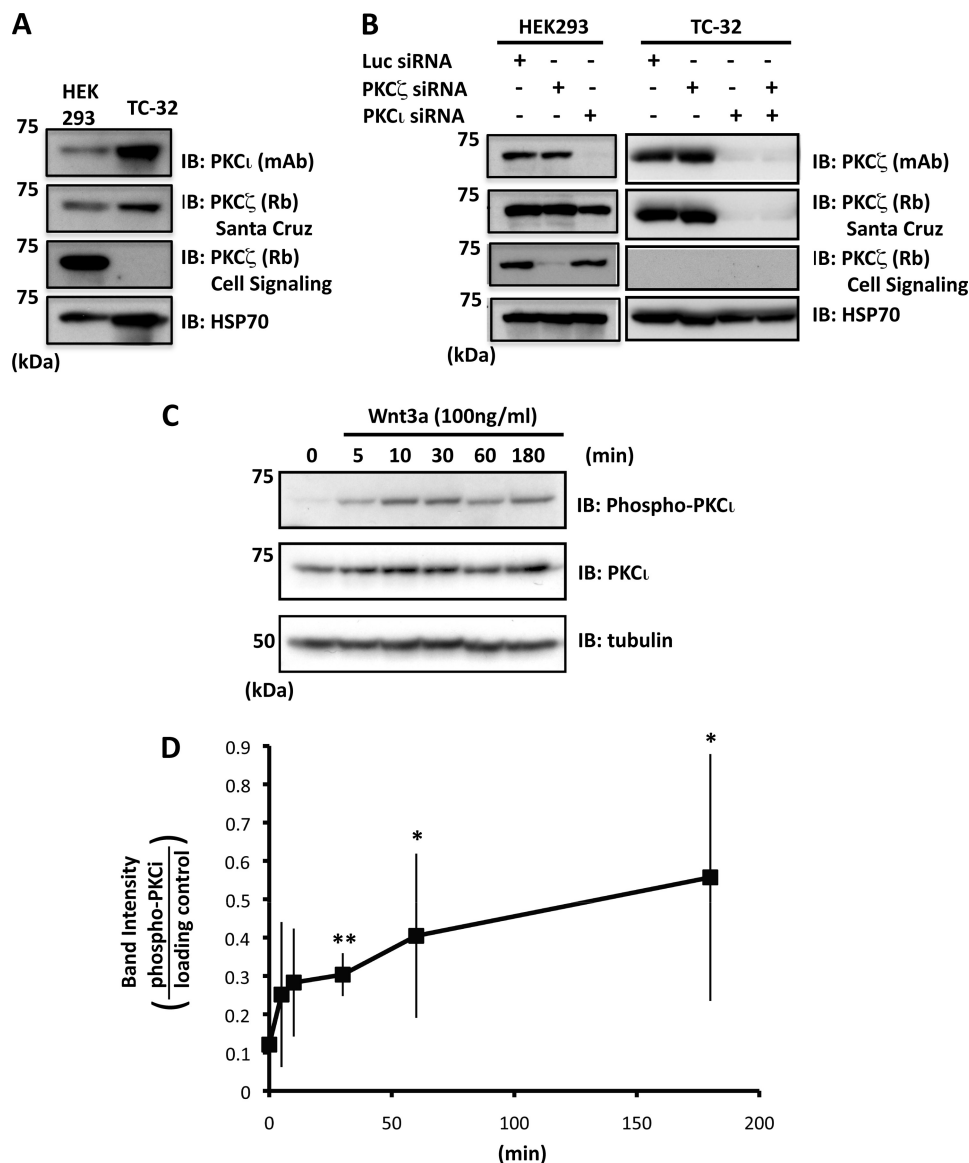 A
HEK
293
TC-32
75
IB: PKCι (mAb)
75
IB: PKCζ (Rb)
Santa Cruz
75
IB: PKCζ (Rb)
Cell Signaling
75
IB: HSP70
(kDa)
B
HEK293
TC-32
Luc siRNA + - - + - - -
PKCζ siRNA - + - - + - +
PKCι siRNA - - + - - + +
75
IB: PKCζ (mAb)
75
IB: PKCζ (Rb)
Santa Cruz
75
IB: PKCζ (Rb)
Cell Signaling
75
IB: HSP70
(kDa)
C
Wnt3a (100ng/ml)
0 5 10 30 60 180 (min)
75
IB: Phospho-PKCι
75
IB: PKCι
50
IB: tubulin
(kDa)
D
Band Intensity
(phospho-PKCi
loading control)
0.9
0.8
0.7
0.6
0.5
0.4
0.3
0.2
0.1
0
**
*
*
0 50 100 150 200
(min)